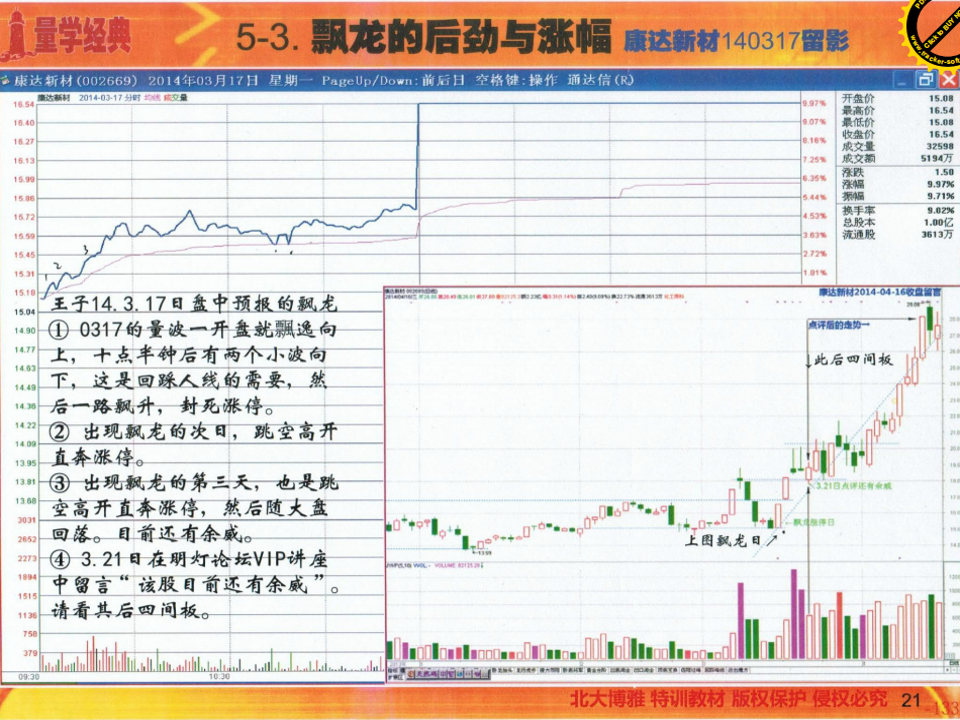 量学经典
5-3. 飘龙的后劲与涨幅 康达新材140317留影
康达新材(002669) 2014年03月17日 星期一 PageUp/Down:前后日 空格键:操作 通达信(R)
康达新材 2014-03-17 分时 均线 成交量
16.54
16.40
16.27
16.13
15.99
15.86
15.72
15.59
15.45
15.31
15.18
15.04
14.90
14.77
14.63
14.49
14.36
14.22
14.09
13.95
13.81
13.68
3031
2652
2273
1894
1515
1136
758
379
09:30
10:30
9.97%
9.07%
8.16%
7.25%
6.35%
5.44%
4.53%
3.63%
2.72%
1.81%
开盘价 15.08
最高价 16.54
最低价 15.08
收盘价 16.54
成交量 32598
成交额 5194万
涨跌 1.50
涨幅 9.97%
振幅 9.71%
换手率 9.02%
总股本 1.00亿
流通股 3613万
1 2 3
王子14.3.17日盘中预报的飘龙
① 0317的量波一开盘就飘逸向
上，十点半钟后有两个小波向
下，这是回踩人线的需要，然
后一路飘升，封死涨停。
② 出现飘龙的次日，跳空高开
直奔涨停。
③ 出现飘龙的第三天，也是跳
空高开直奔涨停，然后随大盘
回落。目前还有余威。
④ 3.21日在明灯论坛VIP讲座
中留言“该股目前还有余威”。
请看其后四间板。
康达新材2014-04-16收盘留言
点评后的走势→
↓此后四间板
3.21日点评还有余威
←飘龙涨停日
上图飘龙日↗
←13.59
北大博雅 特训教材 版权保护 侵权必究 21
Click to BUY NOW